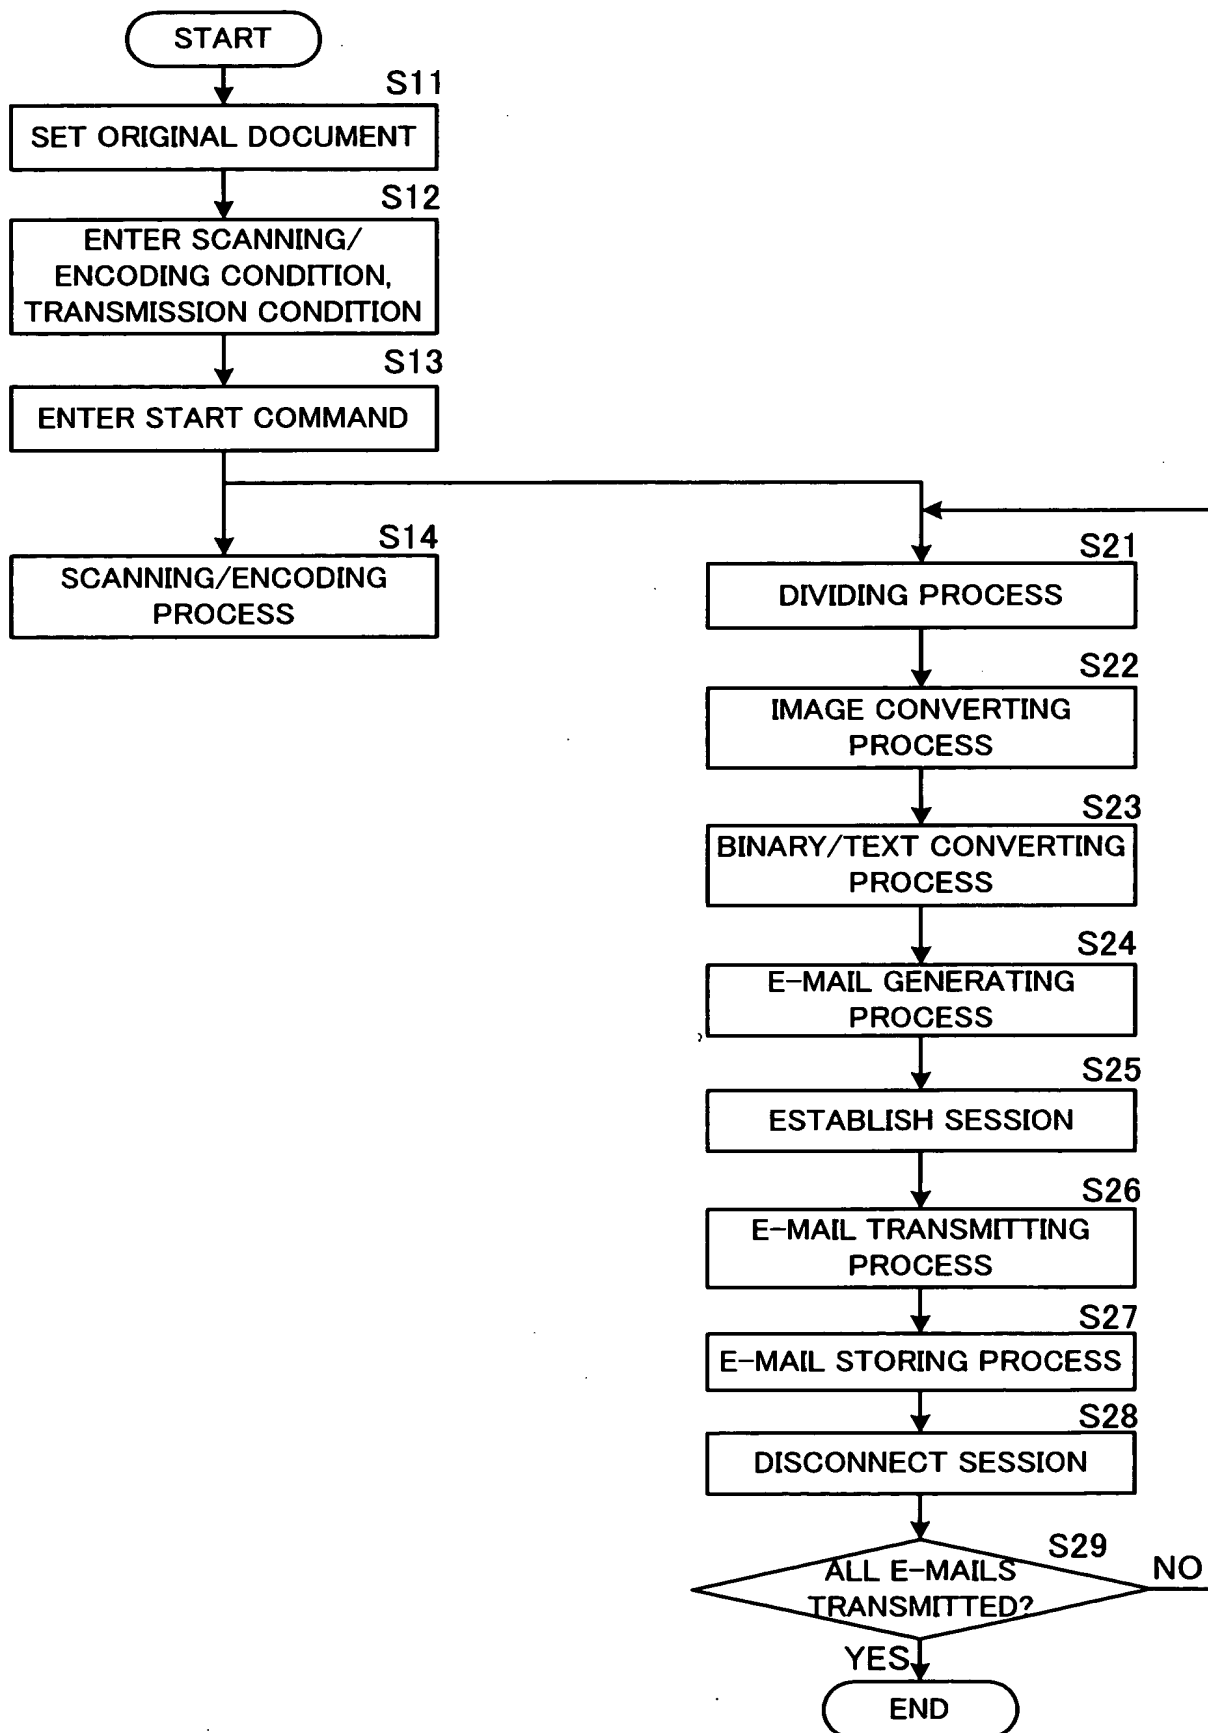 START
S11
SET ORIGINAL DOCUMENT
S12
ENTER SCANNING/
ENCODING CONDITION,
TRANSMISSION CONDITION
S13
ENTER START COMMAND
S14
SCANNING/ENCODING
PROCESS
S21
DIVIDING PROCESS
S22
IMAGE CONVERTING
PROCESS
S23
BINARY/TEXT CONVERTING
PROCESS
S24
E-MAIL GENERATING
PROCESS
S25
ESTABLISH SESSION
S26
E-MAIL TRANSMITTING
PROCESS
S27
E-MAIL STORING PROCESS
S28
DISCONNECT SESSION
S29
ALL E-MAILS
TRANSMITTED?
NO
YES
END